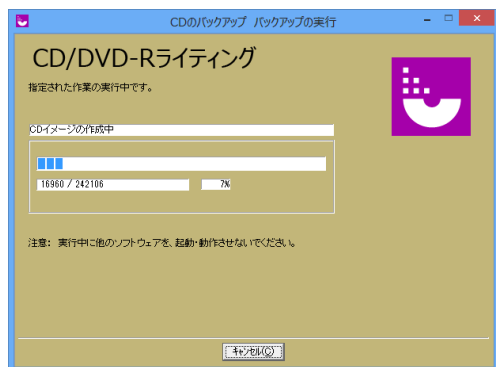 CDのバックアップ バックアップの実行
CD/DVD-Rライティング
指定された作業の実行中です。
CDイメージの作成中
16960 / 242106
7%
注意: 実行中に他のソフトウェアを、起動・動作させないでください。
キャンセル(C)